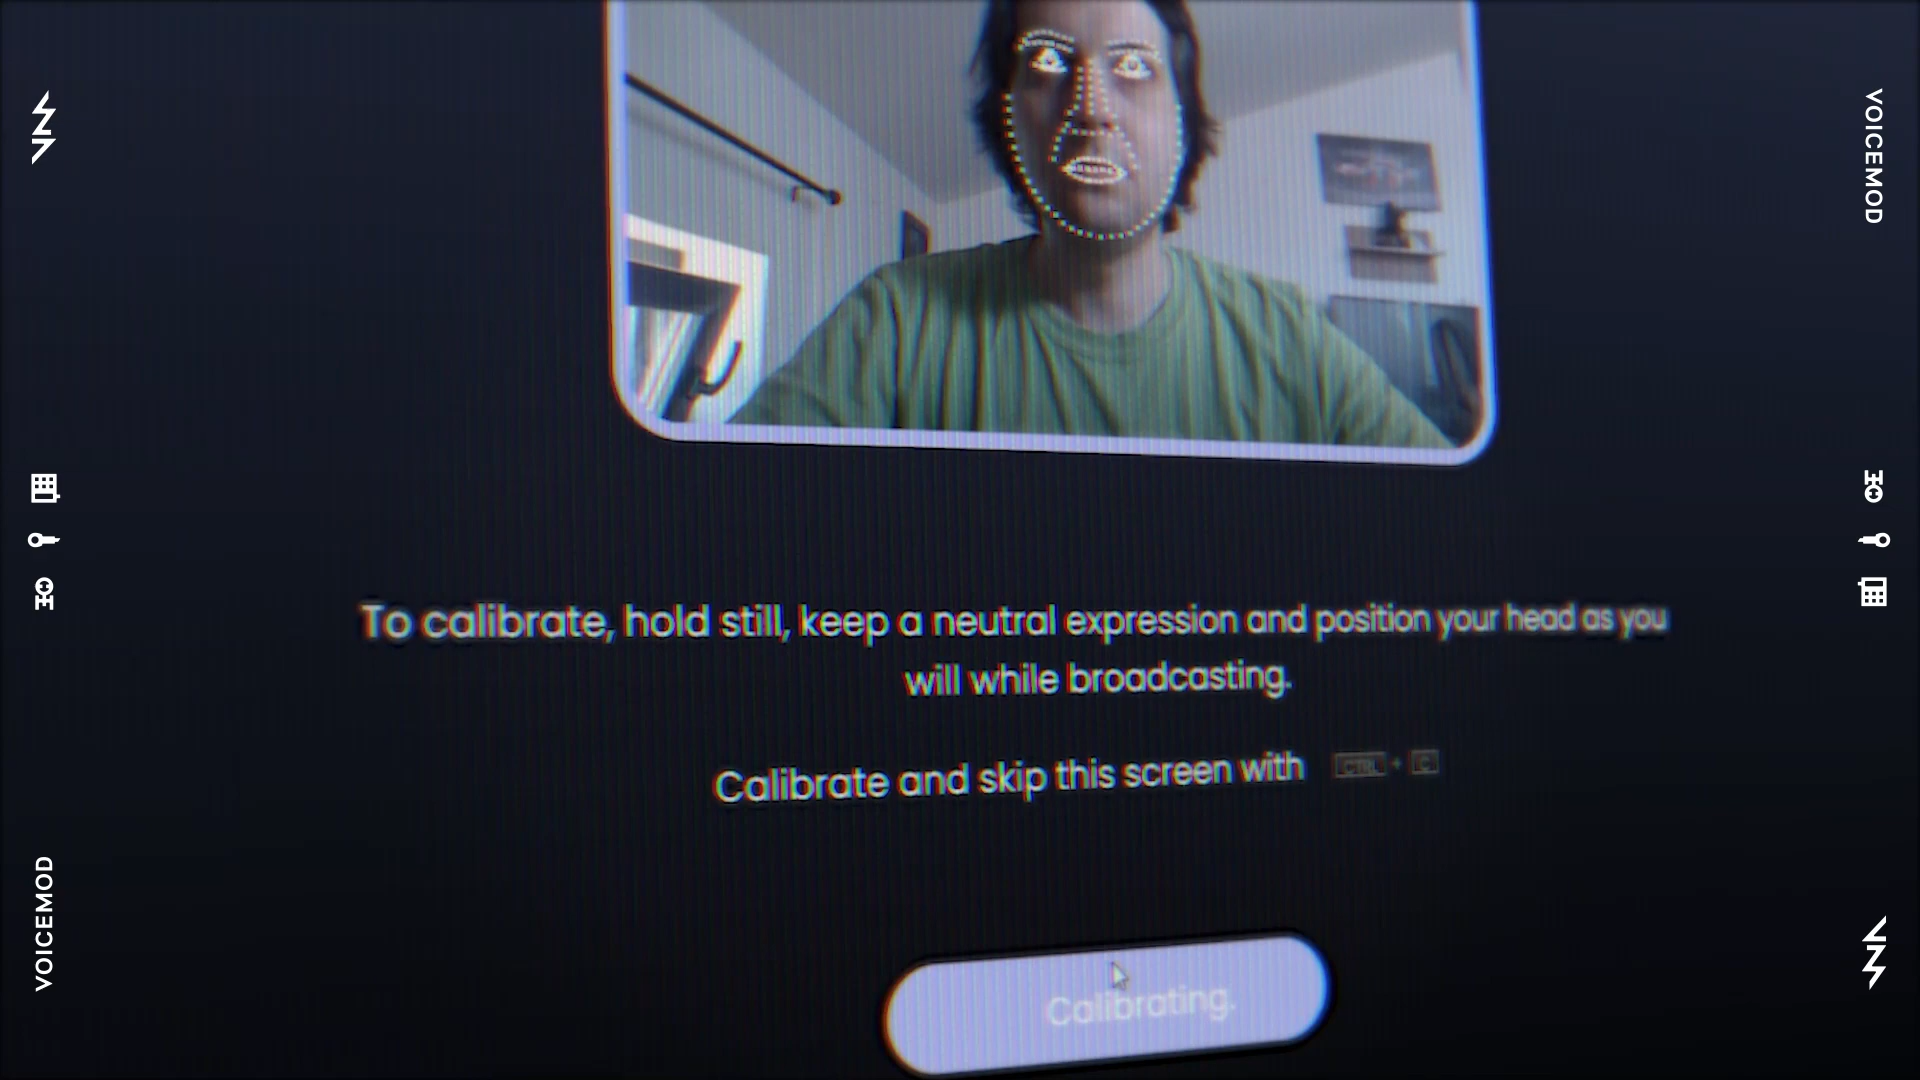 VOICEMOD
VOICEMOD
To calibrate, hold still, keep a neutral expression and position your head as you
will while broadcasting.
Calibrate and skip this screen with CTRL + C
Calibrating.